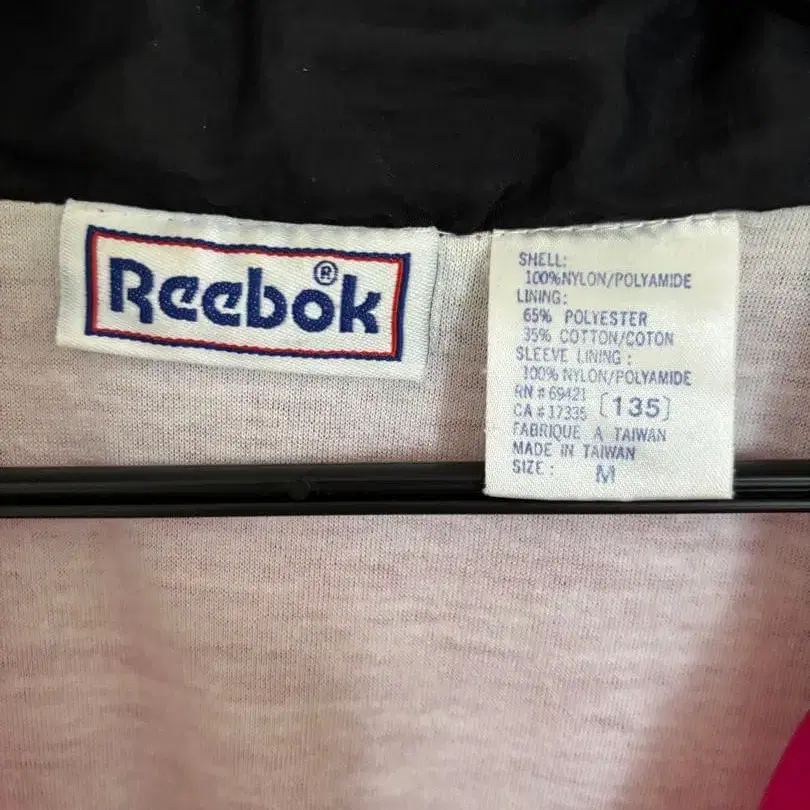 Reebok®
SHELL:
100%NYLON/POLYAMIDE
LINING:
65% POLYESTER
35% COTTON/COTON
SLEEVE LINING :
100% NYLON/POLYAMIDE
RN # 69421
CA # 17335 [135]
FABRIQUE A TAIWAN
MADE IN TAIWAN
SIZE : M